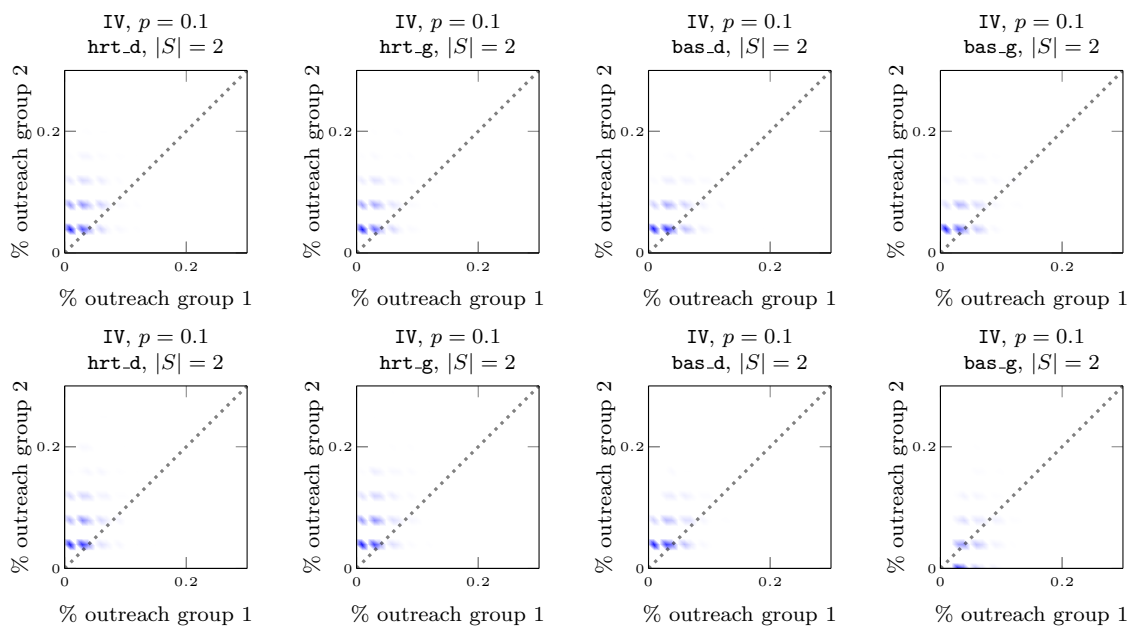 IV, p = 0.1
hrt_d, |S| = 2
% outreach group 2
0.2
0
0
0.2
% outreach group 1
IV, p = 0.1
hrt_g, |S| = 2
% outreach group 2
0.2
0
0
0.2
% outreach group 1
IV, p = 0.1
bas_d, |S| = 2
% outreach group 2
0.2
0
0
0.2
% outreach group 1
IV, p = 0.1
bas_g, |S| = 2
% outreach group 2
0.2
0
0
0.2
% outreach group 1
IV, p = 0.1
hrt_d, |S| = 2
% outreach group 2
0.2
0
0
0.2
% outreach group 1
IV, p = 0.1
hrt_g, |S| = 2
% outreach group 2
0.2
0
0
0.2
% outreach group 1
IV, p = 0.1
bas_d, |S| = 2
% outreach group 2
0.2
0
0
0.2
% outreach group 1
IV, p = 0.1
bas_g, |S| = 2
% outreach group 2
0.2
0
0
0.2
% outreach group 1